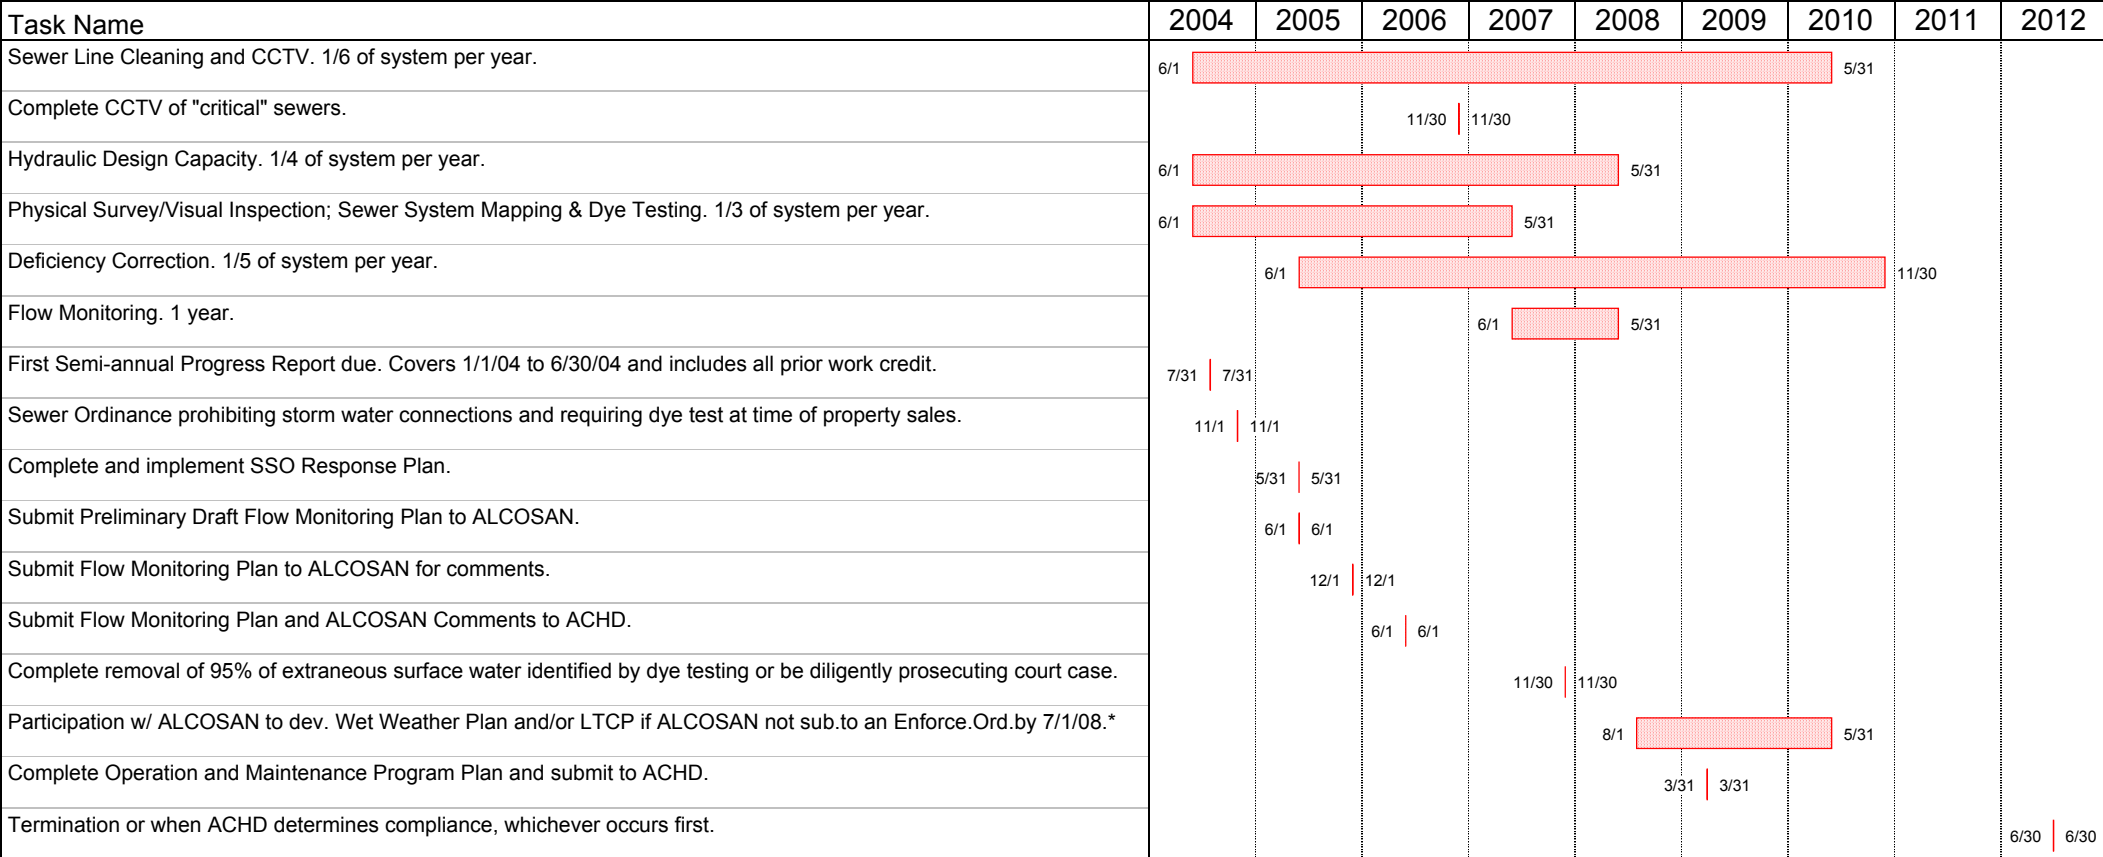 Task Name 2004 2005 2006 2007 2008 2009 2010 2011 2012
Sewer Line Cleaning and CCTV. 1/6 of system per year.
6/1 5/31
Complete CCTV of "critical" sewers.
11/30 11/30
Hydraulic Design Capacity. 1/4 of system per year.
6/1 5/31
Physical Survey/Visual Inspection; Sewer System Mapping & Dye Testing. 1/3 of system per year.
6/1 5/31
Deficiency Correction. 1/5 of system per year.
6/1 11/30
Flow Monitoring. 1 year.
6/1 5/31
First Semi-annual Progress Report due. Covers 1/1/04 to 6/30/04 and includes all prior work credit.
7/31 7/31
Sewer Ordinance prohibiting storm water connections and requiring dye test at time of property sales.
11/1 11/1
Complete and implement SSO Response Plan.
5/31 5/31
Submit Preliminary Draft Flow Monitoring Plan to ALCOSAN.
6/1 6/1
Submit Flow Monitoring Plan to ALCOSAN for comments.
12/1 12/1
Submit Flow Monitoring Plan and ALCOSAN Comments to ACHD.
6/1 6/1
Complete removal of 95% of extraneous surface water identified by dye testing or be diligently prosecuting court case.
11/30 11/30
Participation w/ ALCOSAN to dev. Wet Weather Plan and/or LTCP if ALCOSAN not sub.to an Enforce.Ord.by 7/1/08.*
8/1 5/31
Complete Operation and Maintenance Program Plan and submit to ACHD.
3/31 3/31
Termination or when ACHD determines compliance, whichever occurs first.
6/30 6/30